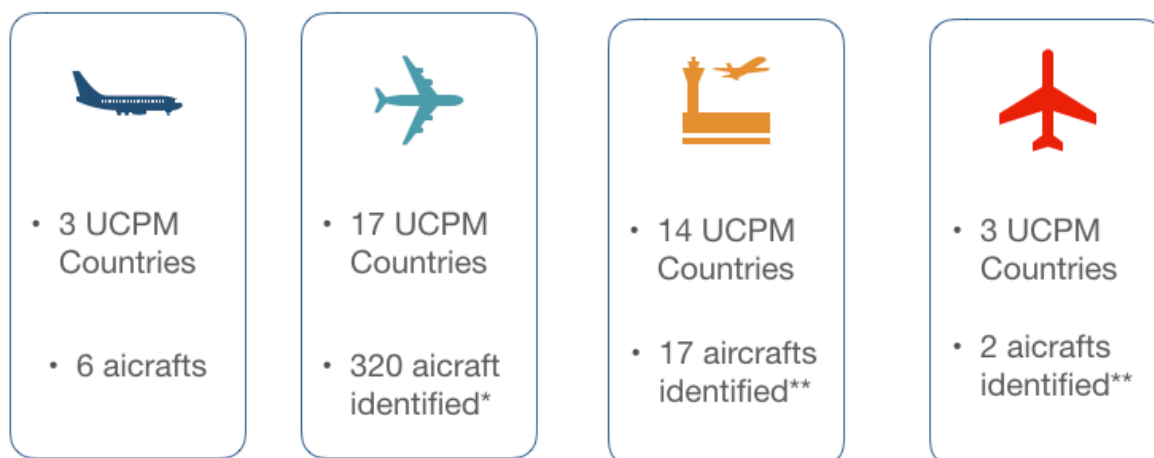 • 3 UCPM
Countries
• 6 aicrafts
• 17 UCPM
Countries
• 320 aicraft
identified*
• 14 UCPM
Countries
• 17 aircrafts
identified**
• 3 UCPM
Countries
• 2 aicrafts
identified**